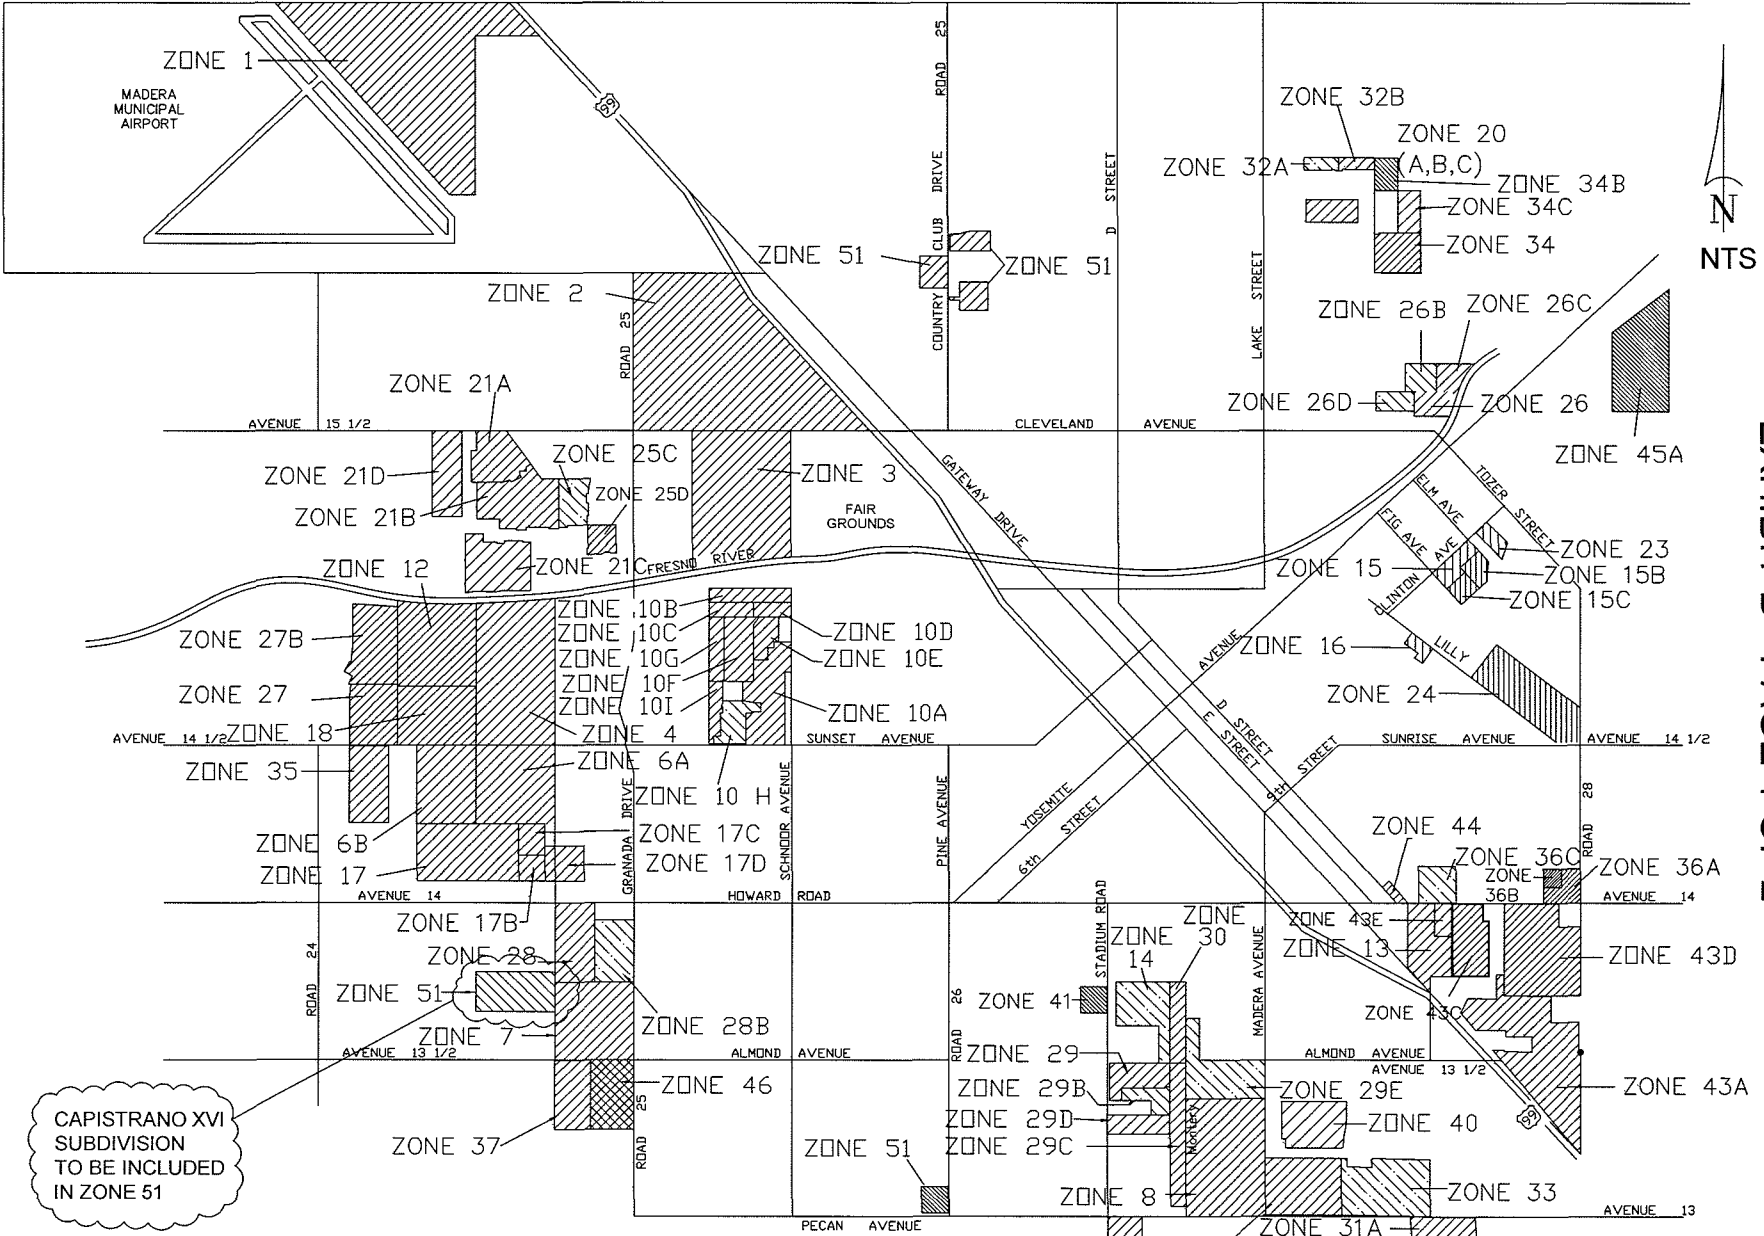 ZONE 1
MADERA
MUNICIPAL
AIRPORT
99
ROAD 25
COUNTRY CLUB DRIVE
D STREET
LAKE STREET
ZONE 32B
ZONE 20
(A,B,C)
ZONE 32A
ZONE 34B
ZONE 34C
ZONE 34
N
NTS
ZONE 51
ZONE 51
ZONE 2
ROAD 25
ZONE 26B
ZONE 26C
ZONE 26D
ZONE 26
ZONE 45A
ZONE 21A
AVENUE 15 1/2
CLEVELAND AVENUE
ZONE 21D
ZONE 25C
ZONE 25D
ZONE 21B
ZONE 3
FAIR
GROUNDS
GATEWAY DRIVE
ELM AVE
TOZER STREET
FIG AVE
CLINTON AVE
ZONE 23
ZONE 15
ZONE 15B
ZONE 15C
ZONE 21C
FRESNO RIVER
ZONE 12
ZONE 27B
ZONE 27
ZONE 18
ZONE 4
ZONE 10B
ZONE 10C
ZONE 10G
ZONE 10F
ZONE 10I
ZONE 10D
ZONE 10E
ZONE 10A
ZONE 10 H
ZONE 16
LILLY
ZONE 24
AVENUE
AVENUE 14 1/2
SUNSET AVENUE
D STREET
E STREET
9th STREET
SUNRISE AVENUE
AVENUE 14 1/2
ZONE 35
ZONE 6A
GRANADA DRIVE
SCHNOOR AVENUE
PINE AVENUE
YOSEMITE
6th STREET
ROAD 28
ZONE 6B
ZONE 17
ZONE 17C
ZONE 17D
ZONE 17B
AVENUE 14
HOWARD ROAD
ZONE 44
ZONE 36C
ZONE
36B
ZONE 36A
AVENUE 14
ROAD 24
ZONE 28
ZONE 51
ZONE 7
ZONE 28B
STADIUM ROAD
ZONE
14
ZONE
30
MADERA AVENUE
ZONE 43E
ZONE 13
ZONE 43D
ZONE 43C
ZONE 41
ROAD 26
AVENUE 13 1/2
ALMOND AVENUE
ALMOND AVENUE
AVENUE 13 1/2
ZONE 29
ZONE 29B
ZONE 29D
ZONE 29C
ZONE 29E
ZONE 40
ZONE 43A
99
ZONE 46
ZONE 37
ROAD 25
Montery
ZONE 51
ZONE 8
ZONE 33
ZONE 31A
PECAN AVENUE
AVENUE 13
CAPISTRANO XVI
SUBDIVISION
TO BE INCLUDED
IN ZONE 51